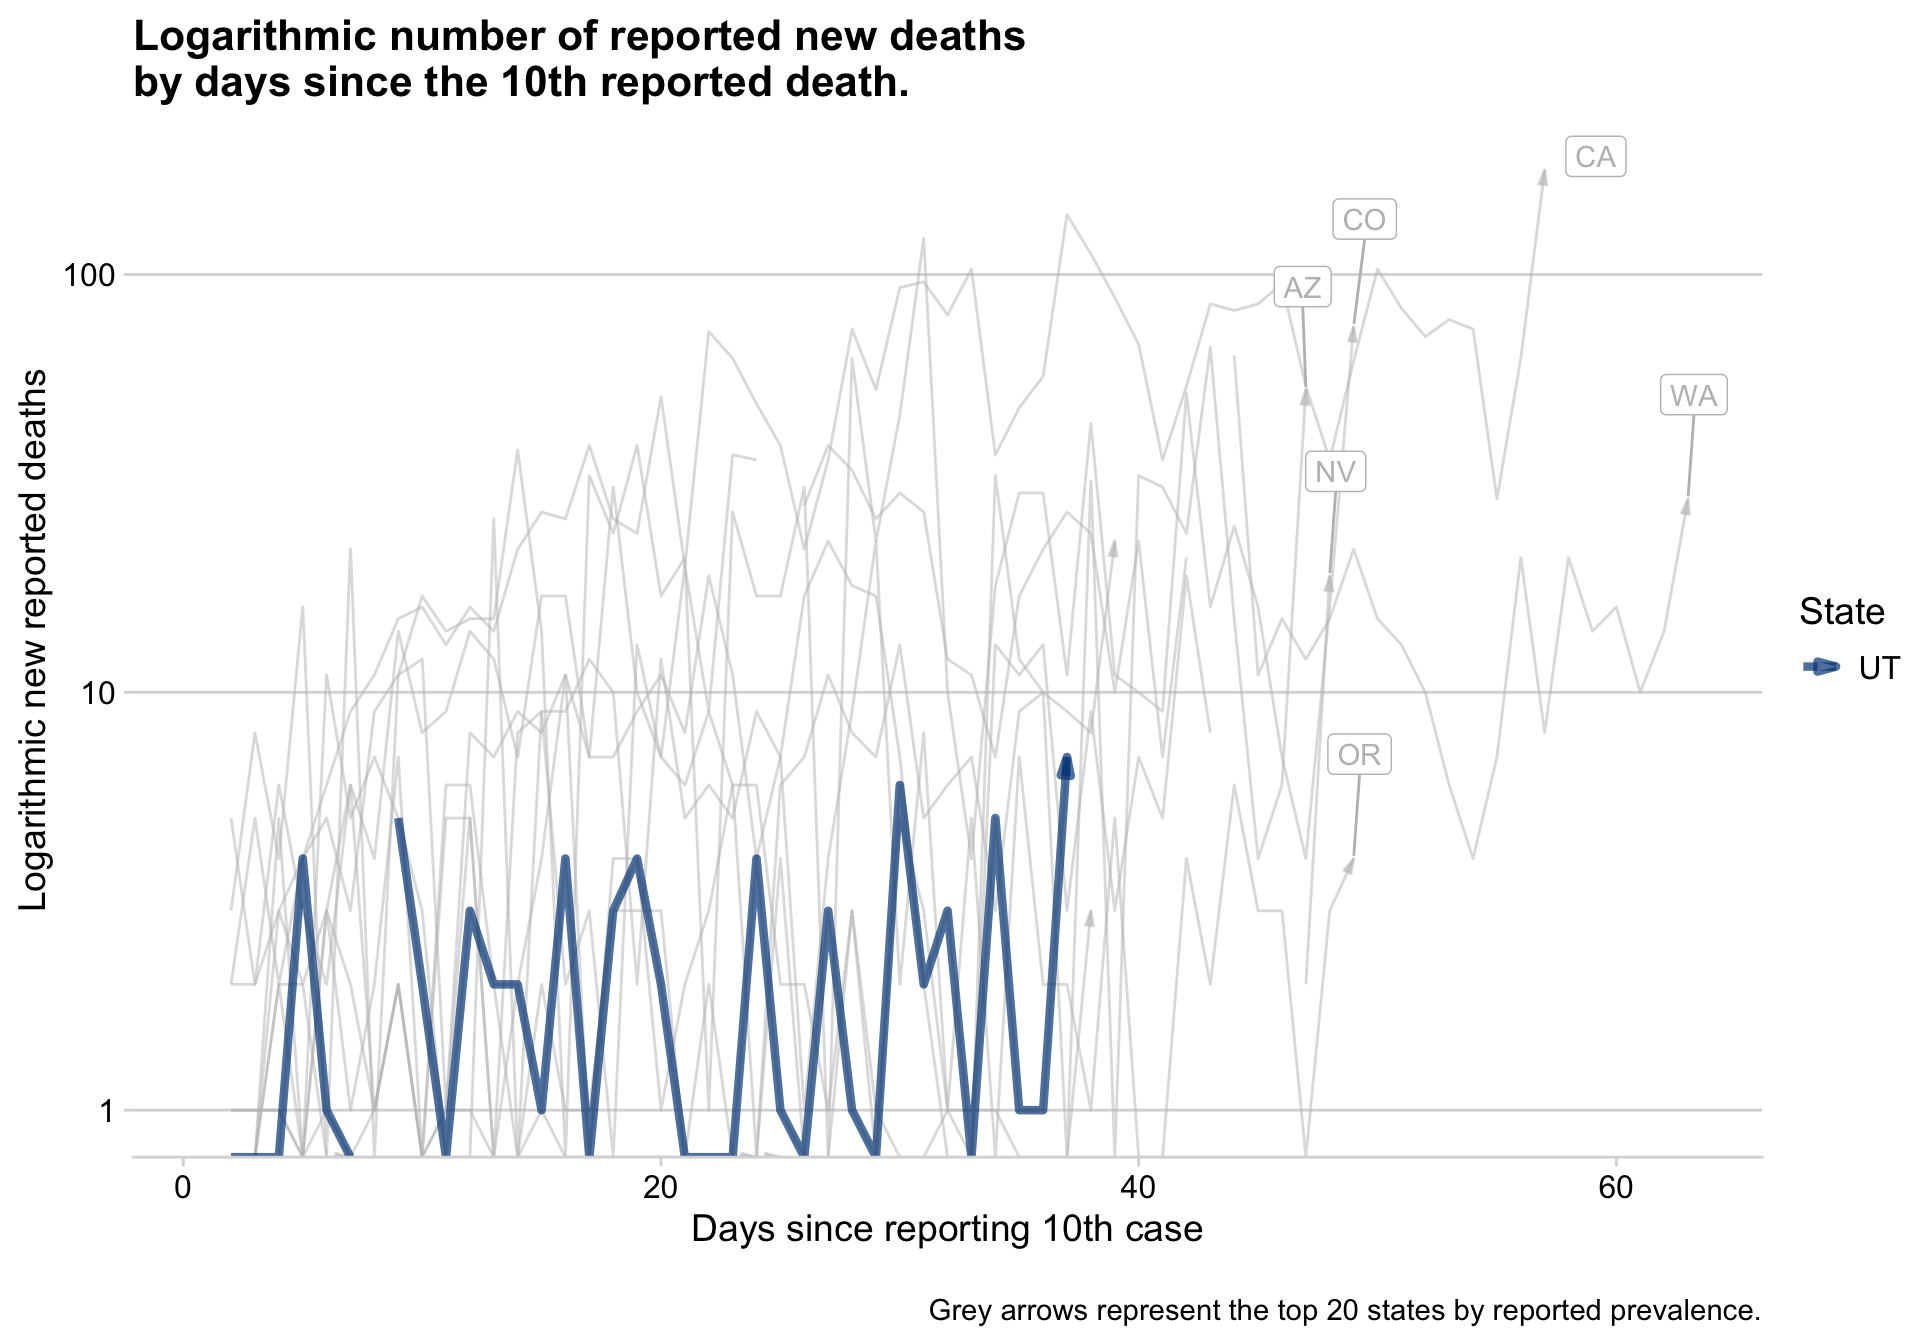 Logarithmic number of reported new deaths
by days since the 10th reported death.
CA
CO
100
AZ
WA
NV
Logarithmic new reported deaths
State
UT
10
OR
1
0
20
40
60
Days since reporting 10th case
Grey arrows represent the top 20 states by reported prevalence.